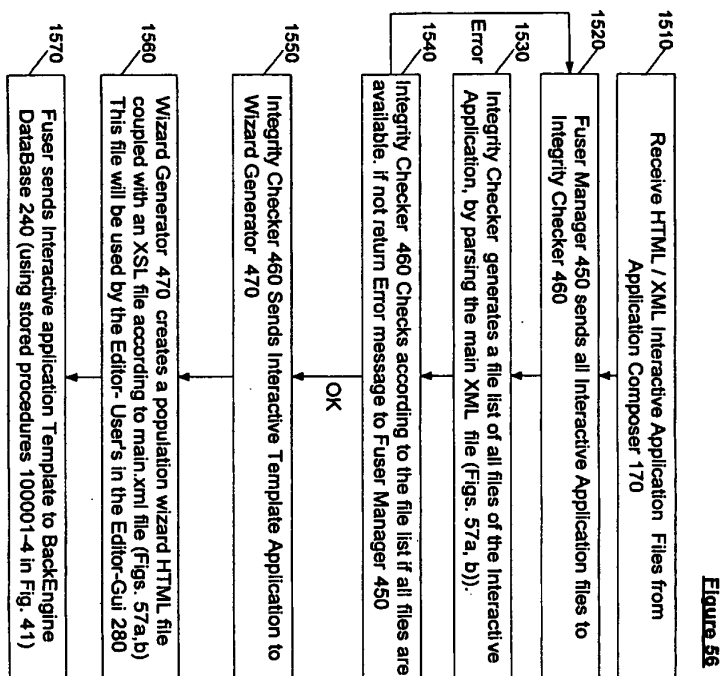 Figure 56
1510
Receive HTML / XML Interactive Application Files from
Application Composer 170
1520
Fuser Manager 450 sends all Interactive Application files to
Integrity Checker 460
1530
Error
Integrity Checker generates a file list of all files of the Interactive
Application, by parsing the main XML file (Figs. 57a, b)).
1540
Integrity Checker 460 Checks according to the file list if all files are
available. if not return Error message to Fuser Manager 450
OK
1550
Integrity Checker 460 Sends Interactive Template Application to
Wizard Generator 470
1560
Wizard Generator 470 creates a population wizard HTML file
coupled with an XSL file according to main.xml file (Figs. 57a,b)
This file will be used by the Editor- User's in the Editor-Gui 280
1570
Fuser sends Interactive application Template to BackEngine
DataBase 240 (using stored procedures 100001-4 in Fig. 41)